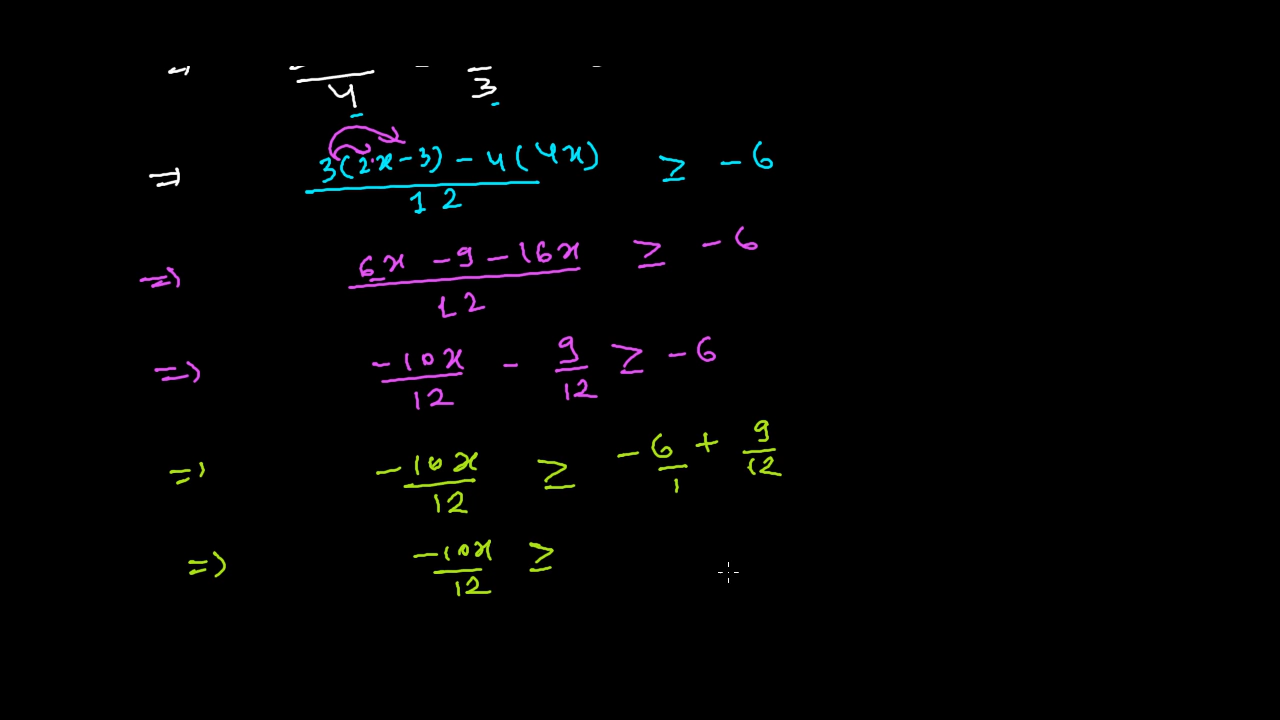 ⇒ 4 3
⇒ 3(2x-3) - 4(4x) / 12 ≥ -6
⇒ 6x - 9 - 16x / 12 ≥ -6
⇒ -10x/12 - 9/12 ≥ -6
⇒ -10x/12 ≥ -6/1 + 9/12
⇒ -10x/12 ≥